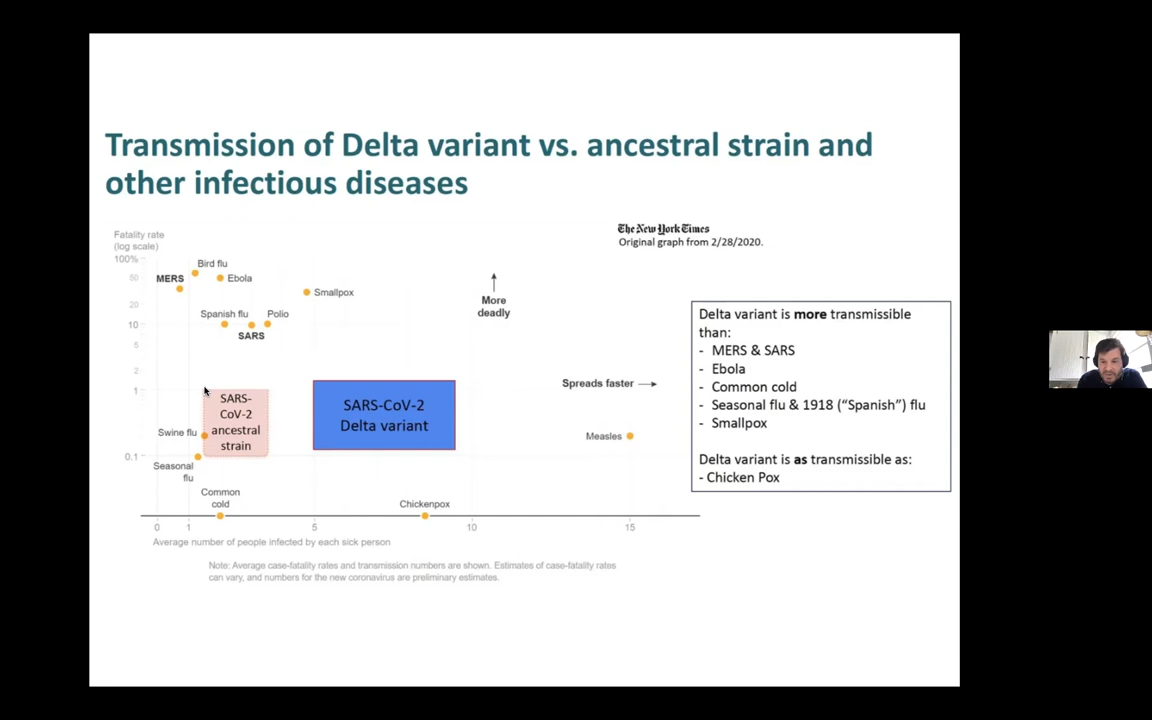 Transmission of Delta variant vs. ancestral strain and
other infectious diseases
The New York Times
Original graph from 2/28/2020.
Fatality rate
(log scale)
100%
50
20
10
5
2
1
0.1
Bird flu
MERS
Ebola
Smallpox
Spanish flu
Polio
SARS
More
deadly
Spreads faster
SARS-
CoV-2
ancestral
strain
SARS-CoV-2
Delta variant
Swine flu
Measles
Seasonal
flu
Common
cold
Chickenpox
0
1
5
10
15
Average number of people infected by each sick person
Note: Average case-fatality rates and transmission numbers are shown. Estimates of case-fatality rates
can vary, and numbers for the new coronavirus are preliminary estimates.
Delta variant is more transmissible
than:
- MERS & SARS
- Ebola
- Common cold
- Seasonal flu & 1918 (“Spanish”) flu
- Smallpox
Delta variant is as transmissible as:
- Chicken Pox